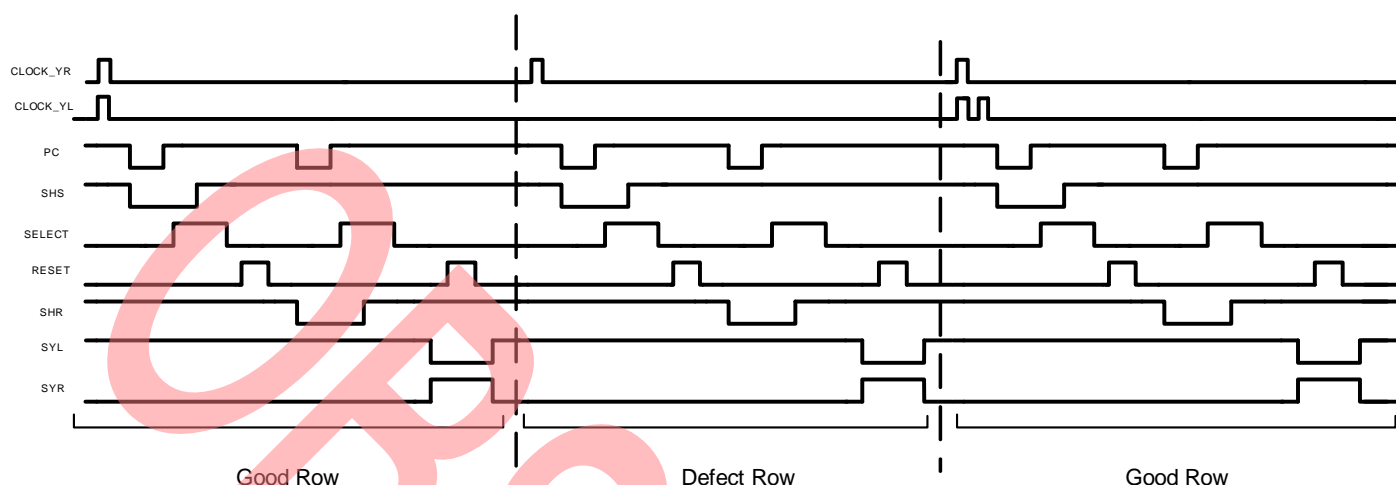 CLOCK_YR
CLOCK_YL
PC
SHS
SELECT
RESET
SHR
SYL
SYR
Good Row Defect Row Good Row